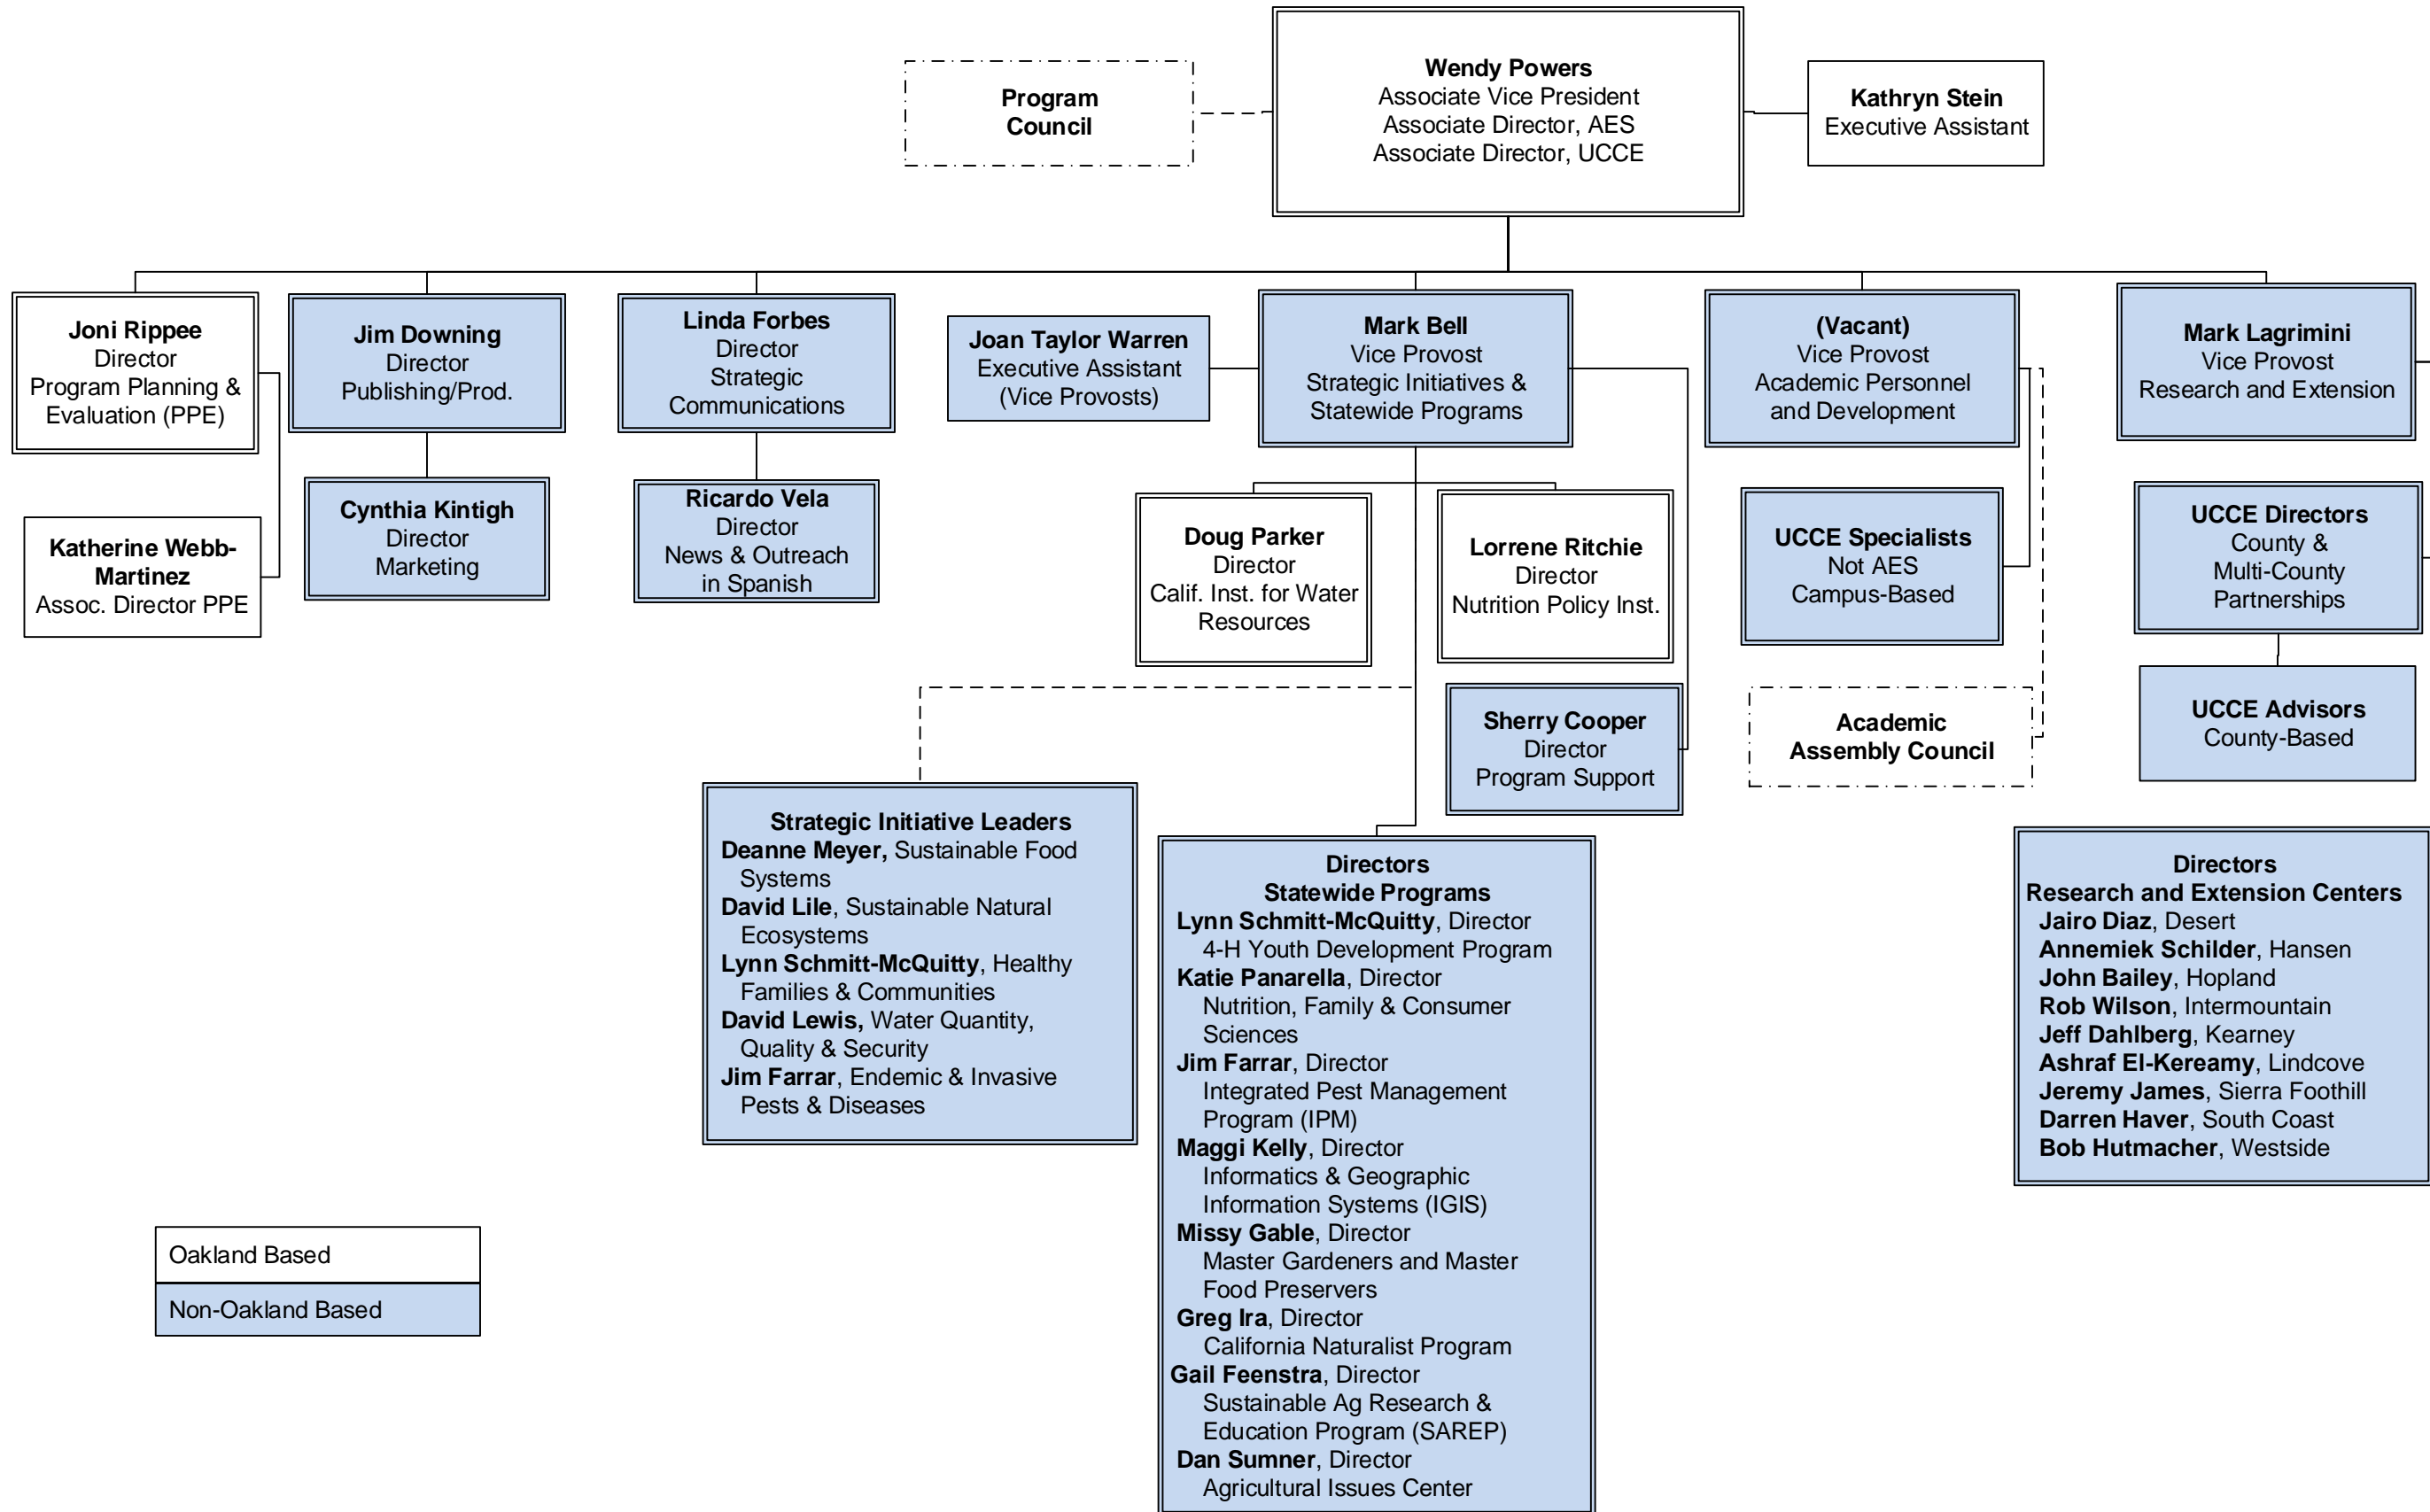 Program
Council
Wendy Powers
Associate Vice President
Associate Director, AES
Associate Director, UCCE
Kathryn Stein
Executive Assistant
Joni Rippee
Director
Program Planning &
Evaluation (PPE)
Jim Downing
Director
Publishing/Prod.
Linda Forbes
Director
Strategic
Communications
Joan Taylor Warren
Executive Assistant
(Vice Provosts)
Mark Bell
Vice Provost
Strategic Initiatives &
Statewide Programs
(Vacant)
Vice Provost
Academic Personnel
and Development
Mark Lagrimini
Vice Provost
Research and Extension
Katherine Webb-
Martinez
Assoc. Director PPE
Cynthia Kintigh
Director
Marketing
Ricardo Vela
Director
News & Outreach
in Spanish
Doug Parker
Director
Calif. Inst. for Water
Resources
Lorrene Ritchie
Director
Nutrition Policy Inst.
UCCE Specialists
Not AES
Campus-Based
UCCE Directors
County &
Multi-County
Partnerships
Sherry Cooper
Director
Program Support
Academic
Assembly Council
UCCE Advisors
County-Based
Strategic Initiative Leaders
Deanne Meyer, Sustainable Food
Systems
David Lile, Sustainable Natural
Ecosystems
Lynn Schmitt-McQuitty, Healthy
Families & Communities
David Lewis, Water Quantity,
Quality & Security
Jim Farrar, Endemic & Invasive
Pests & Diseases
Directors
Statewide Programs
Lynn Schmitt-McQuitty, Director
4-H Youth Development Program
Katie Panarella, Director
Nutrition, Family & Consumer
Sciences
Jim Farrar, Director
Integrated Pest Management
Program (IPM)
Maggi Kelly, Director
Informatics & Geographic
Information Systems (IGIS)
Missy Gable, Director
Master Gardeners and Master
Food Preservers
Greg Ira, Director
California Naturalist Program
Gail Feenstra, Director
Sustainable Ag Research &
Education Program (SAREP)
Dan Sumner, Director
Agricultural Issues Center
Directors
Research and Extension Centers
Jairo Diaz, Desert
Annemiek Schilder, Hansen
John Bailey, Hopland
Rob Wilson, Intermountain
Jeff Dahlberg, Kearney
Ashraf El-Kereamy, Lindcove
Jeremy James, Sierra Foothill
Darren Haver, South Coast
Bob Hutmacher, Westside
Oakland Based
Non-Oakland Based